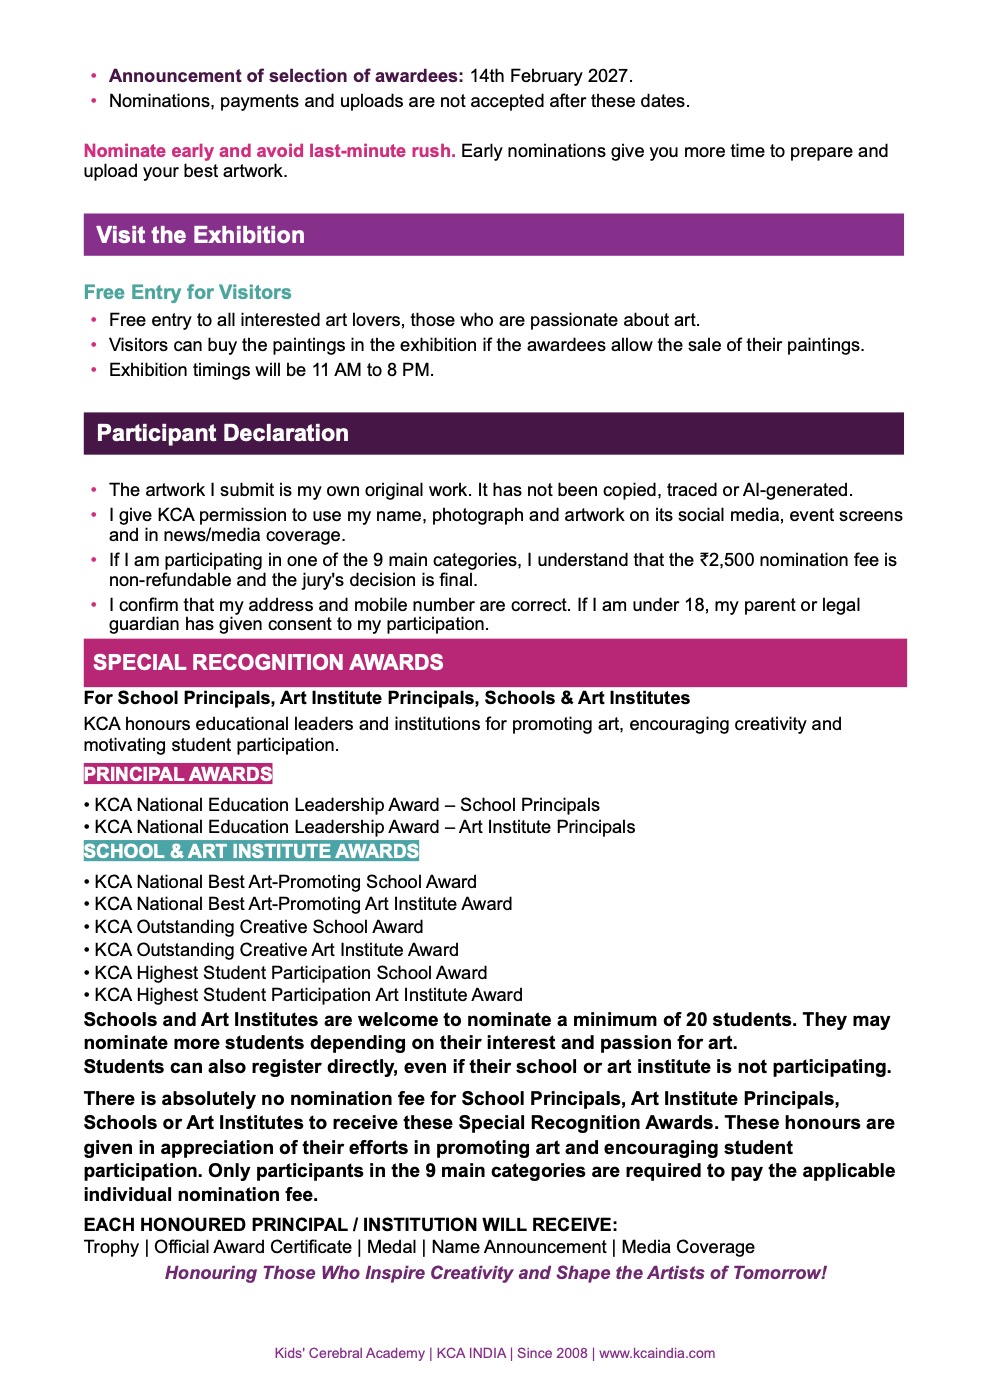 • Announcement of selection of awardees: 14th February 2027.
• Nominations, payments and uploads are not accepted after these dates.
Nominate early and avoid last-minute rush. Early nominations give you more time to prepare and
upload your best artwork.
Visit the Exhibition
Free Entry for Visitors
• Free entry to all interested art lovers, those who are passionate about art.
• Visitors can buy the paintings in the exhibition if the awardees allow the sale of their paintings.
• Exhibition timings will be 11 AM to 8 PM.
Participant Declaration
• The artwork I submit is my own original work. It has not been copied, traced or AI-generated.
• I give KCA permission to use my name, photograph and artwork on its social media, event screens
and in news/media coverage.
• If I am participating in one of the 9 main categories, I understand that the ₹2,500 nomination fee is
non-refundable and the jury's decision is final.
• I confirm that my address and mobile number are correct. If I am under 18, my parent or legal
guardian has given consent to my participation.
SPECIAL RECOGNITION AWARDS
For School Principals, Art Institute Principals, Schools & Art Institutes
KCA honours educational leaders and institutions for promoting art, encouraging creativity and
motivating student participation.
PRINCIPAL AWARDS
• KCA National Education Leadership Award – School Principals
• KCA National Education Leadership Award – Art Institute Principals
SCHOOL & ART INSTITUTE AWARDS
• KCA National Best Art-Promoting School Award
• KCA National Best Art-Promoting Art Institute Award
• KCA Outstanding Creative School Award
• KCA Outstanding Creative Art Institute Award
• KCA Highest Student Participation School Award
• KCA Highest Student Participation Art Institute Award
Schools and Art Institutes are welcome to nominate a minimum of 20 students. They may
nominate more students depending on their interest and passion for art.
Students can also register directly, even if their school or art institute is not participating.
There is absolutely no nomination fee for School Principals, Art Institute Principals,
Schools or Art Institutes to receive these Special Recognition Awards. These honours are
given in appreciation of their efforts in promoting art and encouraging student
participation. Only participants in the 9 main categories are required to pay the applicable
individual nomination fee.
EACH HONOURED PRINCIPAL / INSTITUTION WILL RECEIVE:
Trophy | Official Award Certificate | Medal | Name Announcement | Media Coverage
Honouring Those Who Inspire Creativity and Shape the Artists of Tomorrow!
Kids' Cerebral Academy | KCA INDIA | Since 2008 | www.kcaindia.com